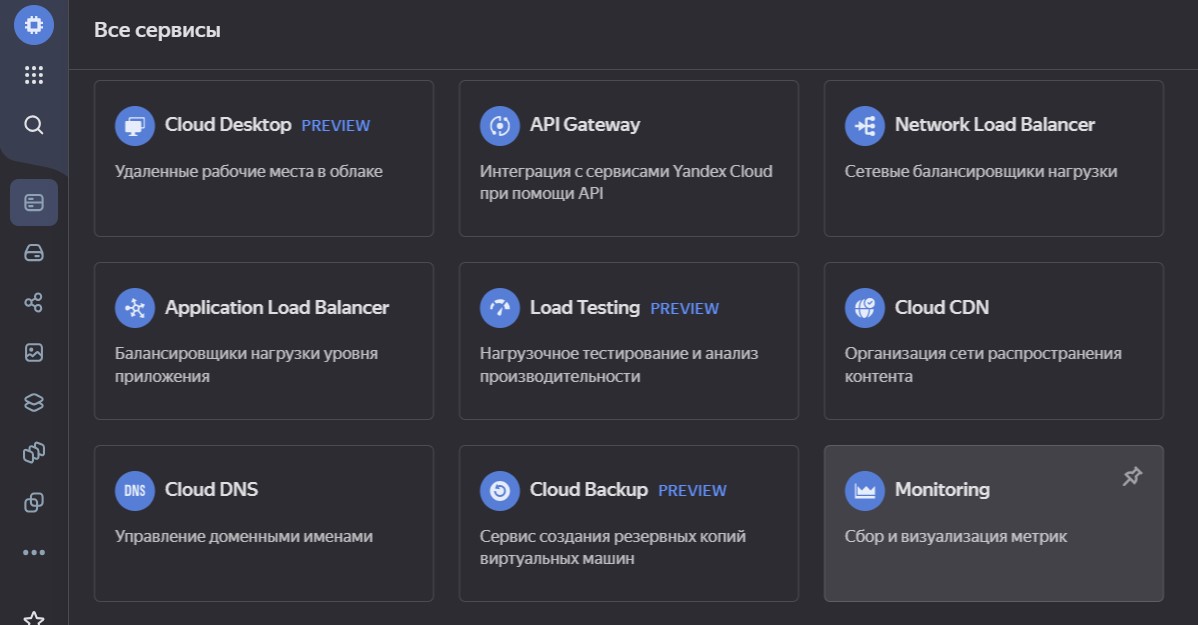 Все сервисы
Cloud Desktop PREVIEW
Удаленные рабочие места в облаке
API Gateway
Интеграция с сервисами Yandex Cloud
при помощи API
Network Load Balancer
Сетевые балансировщики нагрузки
Application Load Balancer
Балансировщики нагрузки уровня
приложения
Load Testing PREVIEW
Нагрузочное тестирование и анализ
производительности
Cloud CDN
Организация сети распространения
контента
DNS Cloud DNS
Управление доменными именами
Cloud Backup PREVIEW
Сервис создания резервных копий
виртуальных машин
Monitoring
Сбор и визуализация метрик